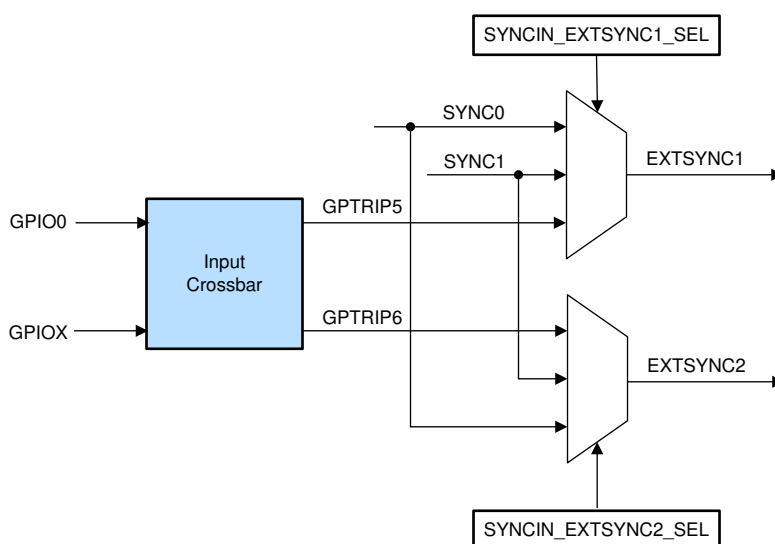 SYNCIN_EXTSYNC1_SEL
SYNC0
SYNC1
EXTSYNC1
GPIO0
GPTRIP5
Input
Crossbar
GPIOX
GPTRIP6
EXTSYNC2
SYNCIN_EXTSYNC2_SEL